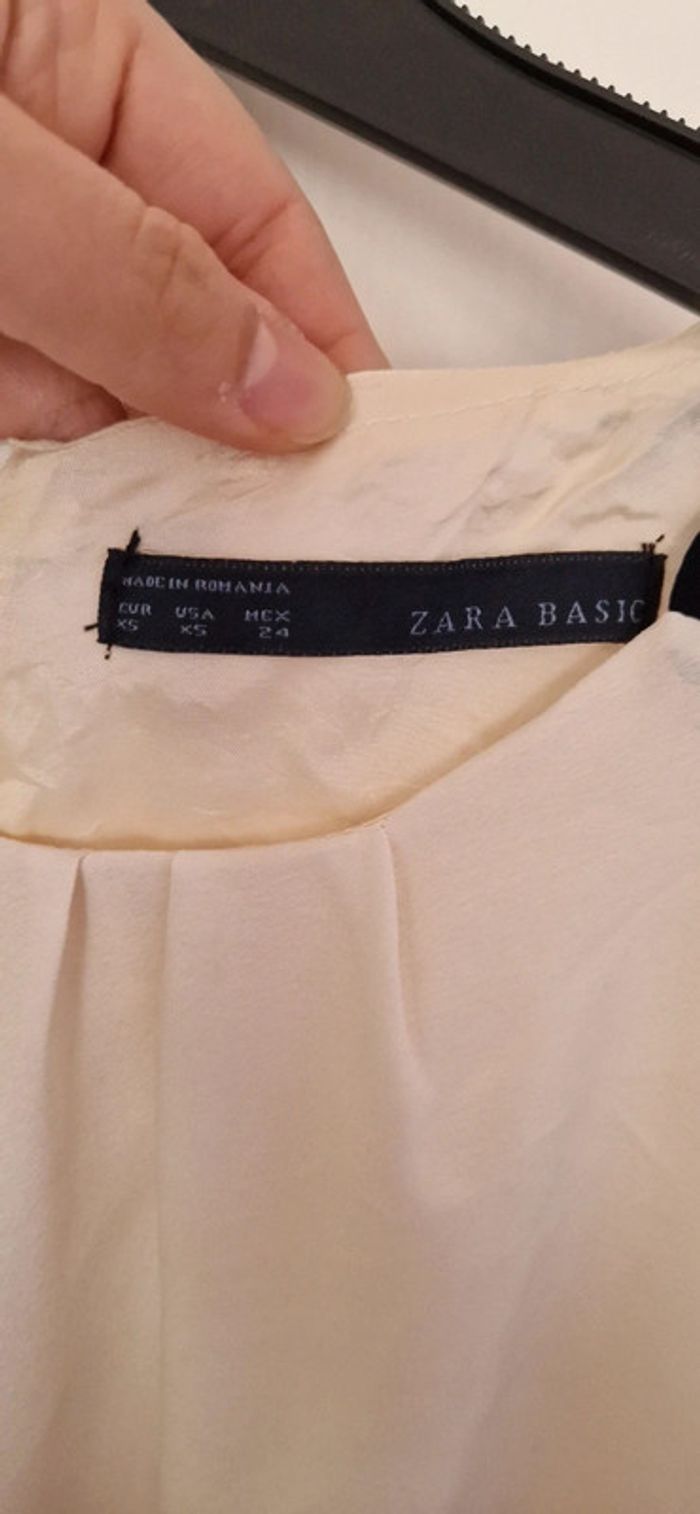 MADE IN ROMANIA
EUR USA MEX
XS XS 24
ZARA BASIC